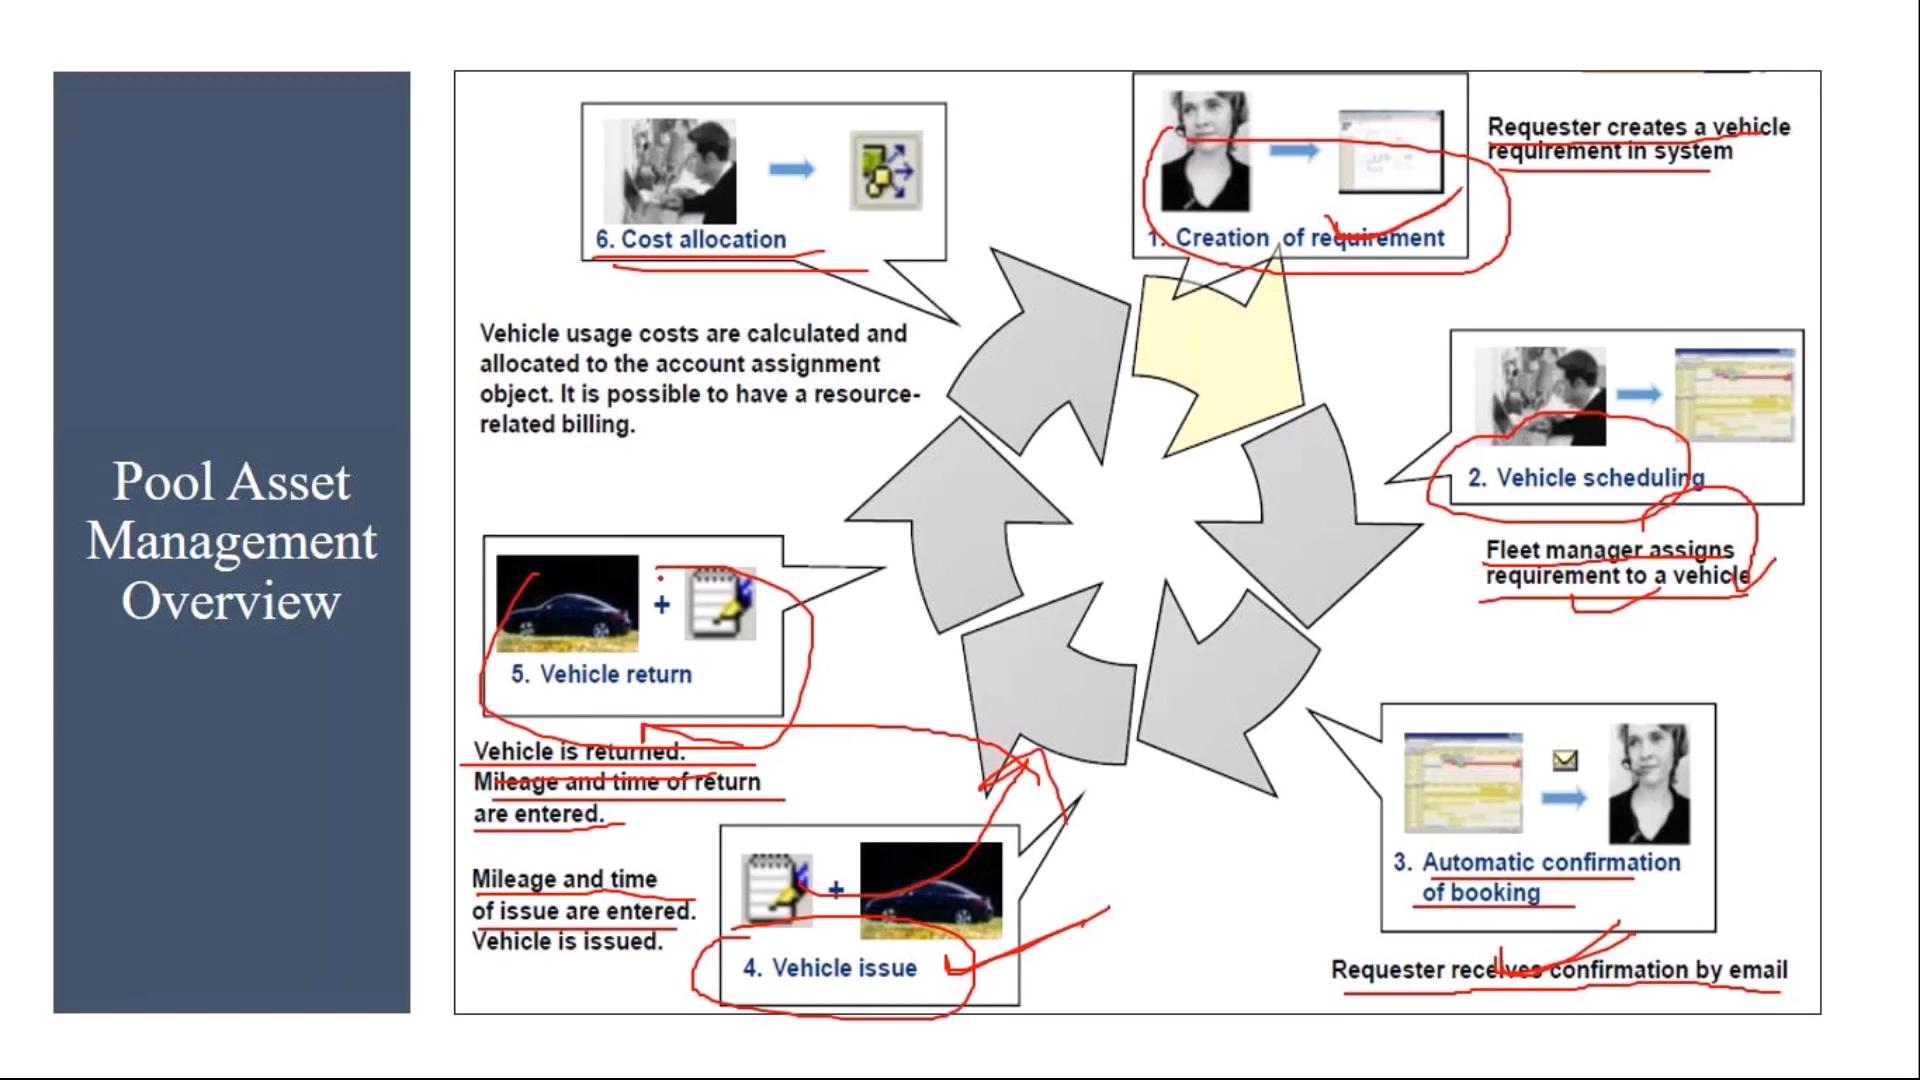 Pool Asset
Management
Overview
1. Creation of requirement
Requester creates a vehicle
requirement in system
2. Vehicle scheduling
Fleet manager assigns
requirement to a vehicle
3. Automatic confirmation
of booking
Requester receives confirmation by email
4. Vehicle issue
Mileage and time
of issue are entered.
Vehicle is issued.
5. Vehicle return
Vehicle is returned.
Mileage and time of return
are entered.
6. Cost allocation
Vehicle usage costs are calculated and
allocated to the account assignment
object. It is possible to have a resource-
related billing.